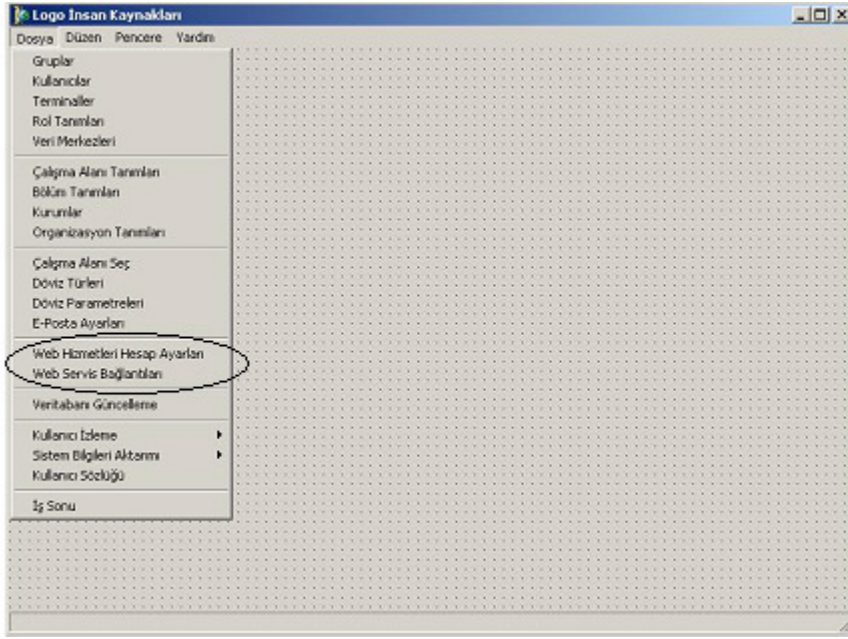 Logo İnsan Kaynakları
Dosya Düzen Pencere Yardım
Gruplar
Kullanıcılar
Terminaller
Rol Tanımları
Veri Merkezleri
Çalışma Alanı Tanımları
Bölüm Tanımları
Kurumlar
Organizasyon Tanımları
Çalışma Alanı Seç
Döviz Türleri
Döviz Parametreleri
E-Posta Ayarları
Web Hizmetleri Hesap Ayarları
Web Servis Bağlantıları
Veritabanı Güncelleme
Kullanıcı İzleme
Sistem Bilgileri Aktarımı
Kullanıcı Sözlüğü
İş Sonu